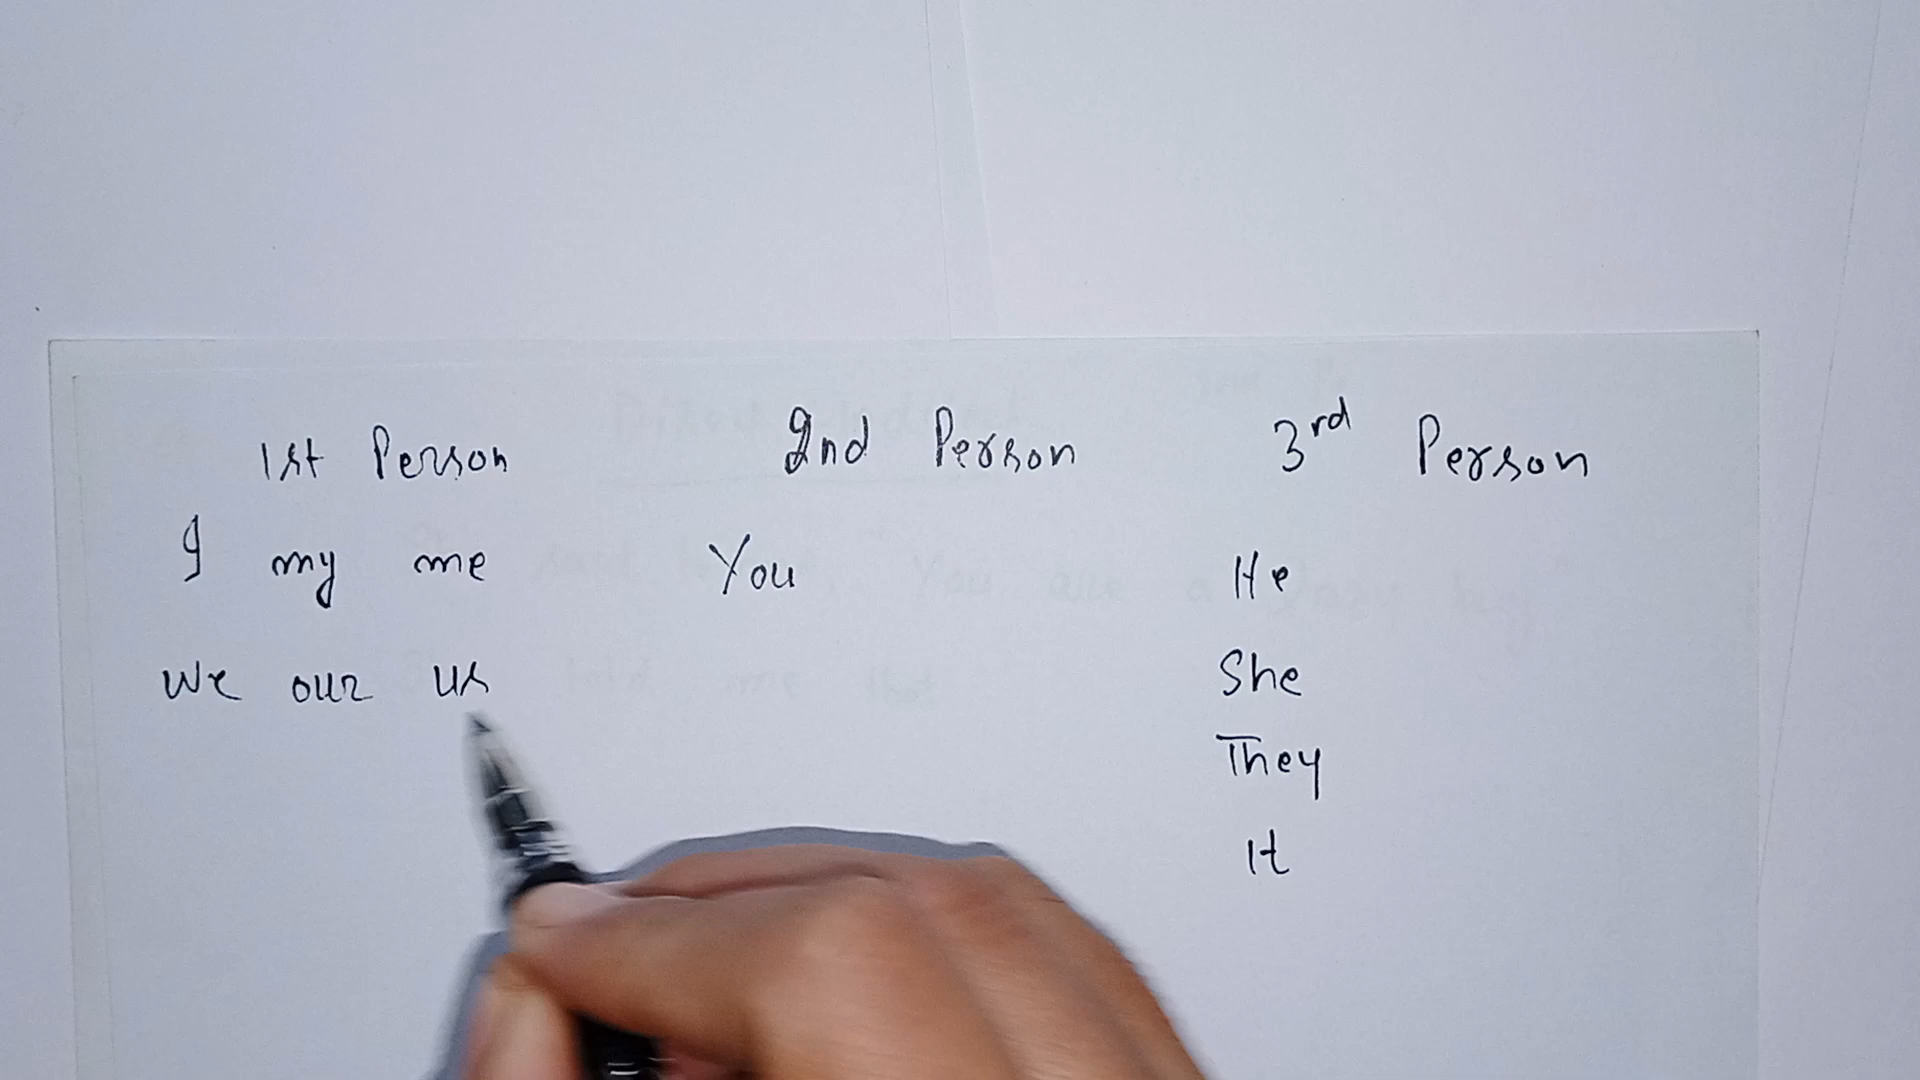 1st Person 2nd Person 3rd Person
I my me You He
We our us She
They
It